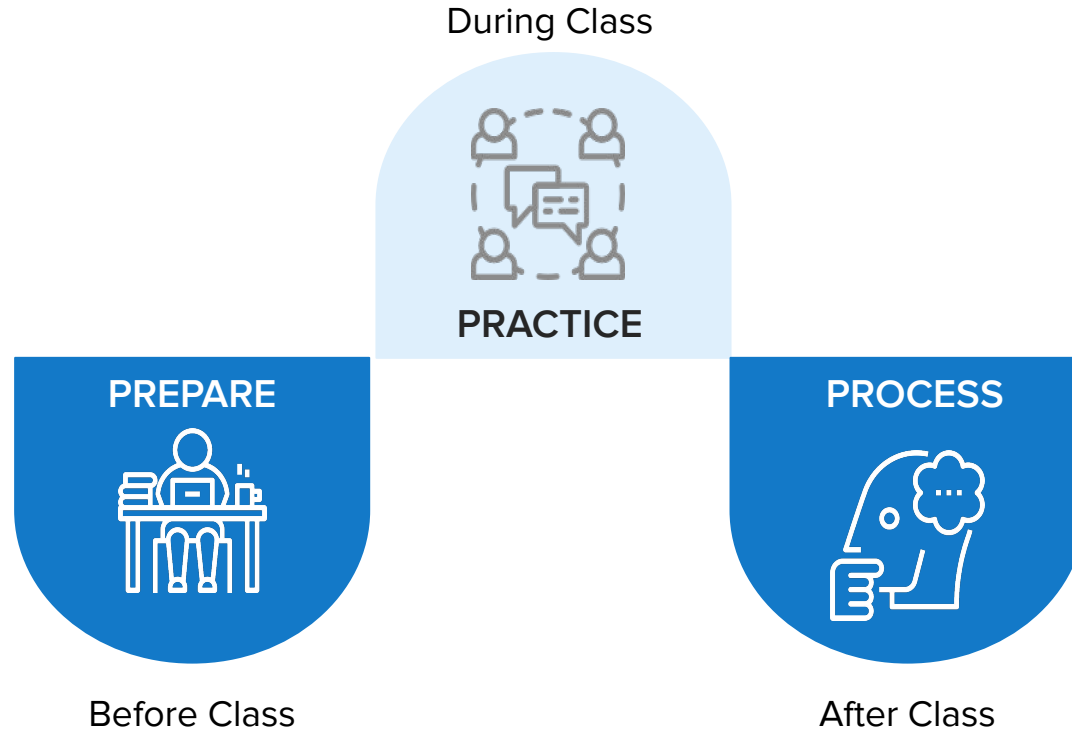 During Class
PRACTICE
PREPARE
PROCESS
Before Class
After Class